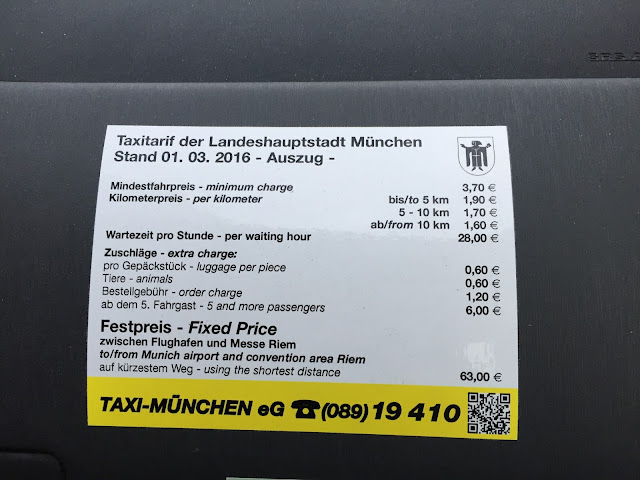 Taxitarif der Landeshauptstadt München
Stand 01. 03. 2016 - Auszug -
Mindestfahrpreis - minimum charge 3,70 €
Kilometerpreis - per kilometer bis/to 5 km 1,90 €
5 - 10 km 1,70 €
ab/from 10 km 1,60 €
Wartezeit pro Stunde - per waiting hour 28,00 €
Zuschläge - extra charge:
pro Gepäckstück - luggage per piece 0,60 €
Tiere - animals 0,60 €
Bestellgebühr - order charge 1,20 €
ab dem 5. Fahrgast - 5 and more passengers 6,00 €
Festpreis - Fixed Price
zwischen Flughafen und Messe Riem
to/from Munich airport and convention area Riem
auf kürzestem Weg - using the shortest distance 63,00 €
TAXI-MÜNCHEN eG ☎ (089) 19 410